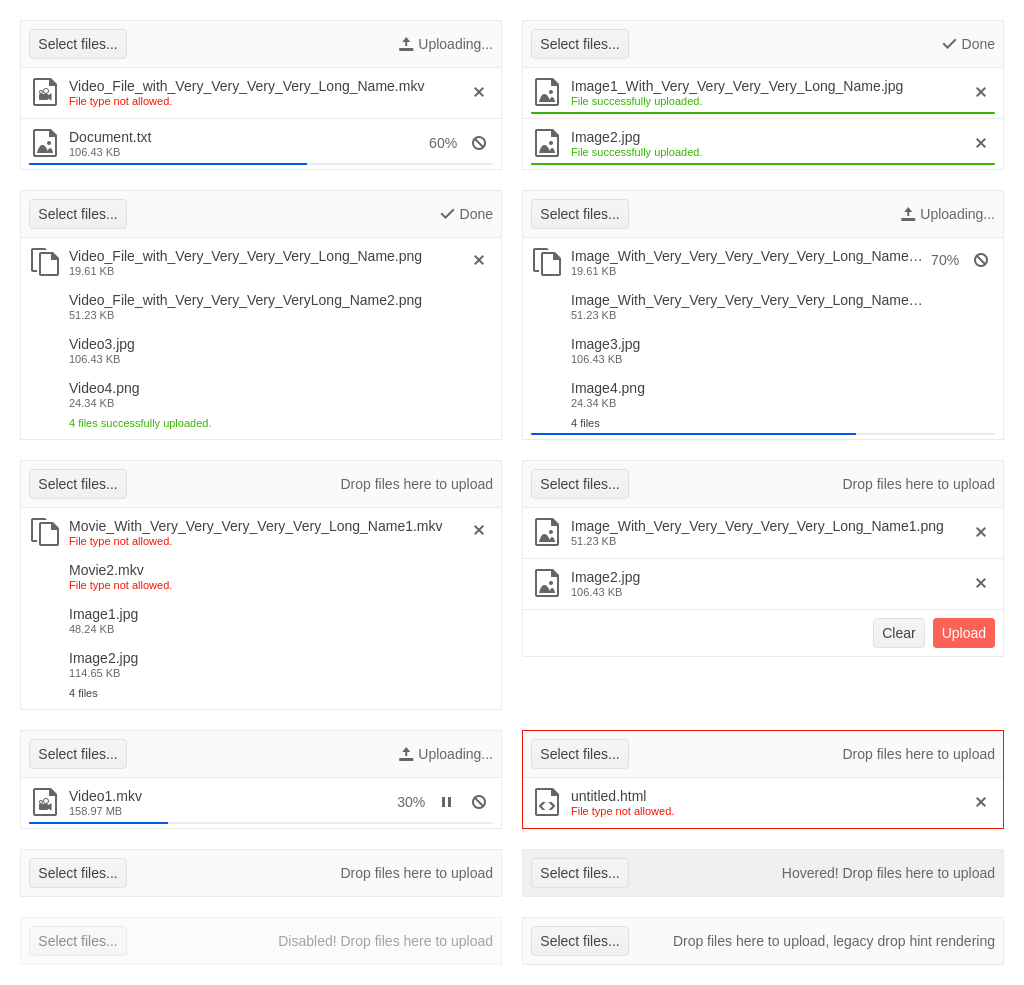 Select files...
Uploading...
Video_File_with_Very_Very_Very_Very_Long_Name.mkv
File type not allowed.
Document.txt
106.43 KB
60%
Select files...
Done
Image1_With_Very_Very_Very_Very_Long_Name.jpg
File successfully uploaded.
Image2.jpg
File successfully uploaded.
Select files...
Done
Video_File_with_Very_Very_Very_Very_Long_Name.png
19.61 KB
Video_File_with_Very_Very_Very_VeryLong_Name2.png
51.23 KB
Video3.jpg
106.43 KB
Video4.png
24.34 KB
4 files successfully uploaded.
Select files...
Uploading...
Image_With_Very_Very_Very_Very_Very_Long_Name…
19.61 KB
70%
Image_With_Very_Very_Very_Very_Very_Long_Name…
51.23 KB
Image3.jpg
106.43 KB
Image4.png
24.34 KB
4 files
Select files...
Drop files here to upload
Movie_With_Very_Very_Very_Very_Very_Long_Name1.mkv
File type not allowed.
Movie2.mkv
File type not allowed.
Image1.jpg
48.24 KB
Image2.jpg
114.65 KB
4 files
Select files...
Drop files here to upload
Image_With_Very_Very_Very_Very_Very_Long_Name1.png
51.23 KB
Image2.jpg
106.43 KB
Clear
Upload
Select files...
Uploading...
Video1.mkv
158.97 MB
30%
Select files...
Drop files here to upload
untitled.html
File type not allowed.
Select files...
Drop files here to upload
Select files...
Hovered! Drop files here to upload
Select files...
Disabled! Drop files here to upload
Select files...
Drop files here to upload, legacy drop hint rendering